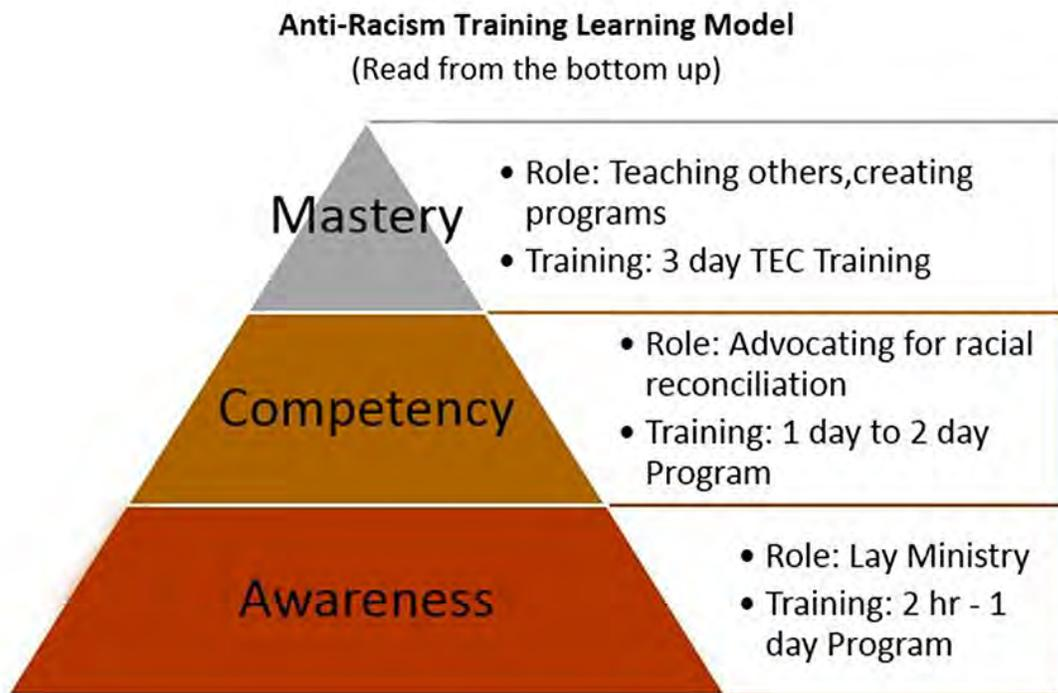 Anti-Racism Training Learning Model
(Read from the bottom up)
Mastery
• Role: Teaching others,creating
programs
• Training: 3 day TEC Training
Competency
• Role: Advocating for racial
reconciliation
• Training: 1 day to 2 day
Program
Awareness
• Role: Lay Ministry
• Training: 2 hr - 1
day Program